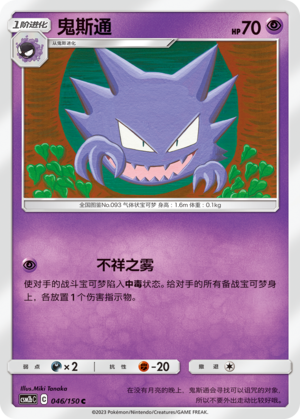 1阶进化 鬼斯通 HP70
从鬼斯进化
全国图鉴No.093 气体状宝可梦 身高：1.6m 体重：0.1kg
不祥之雾
使对手的战斗宝可梦陷入中毒状态。给对手的所有备战宝可梦身
上，各放置1个伤害指示物。
弱点 ×2 抗性 -20 撤退
Illus. Miki Tanaka
CSM2bC G 046/150 C
在没有月亮的晚上，鬼斯通会寻找可以诅咒的对象，
所以不要外出走动比较好哦。
©2023 Pokémon/Nintendo/Creatures/GAME FREAK.